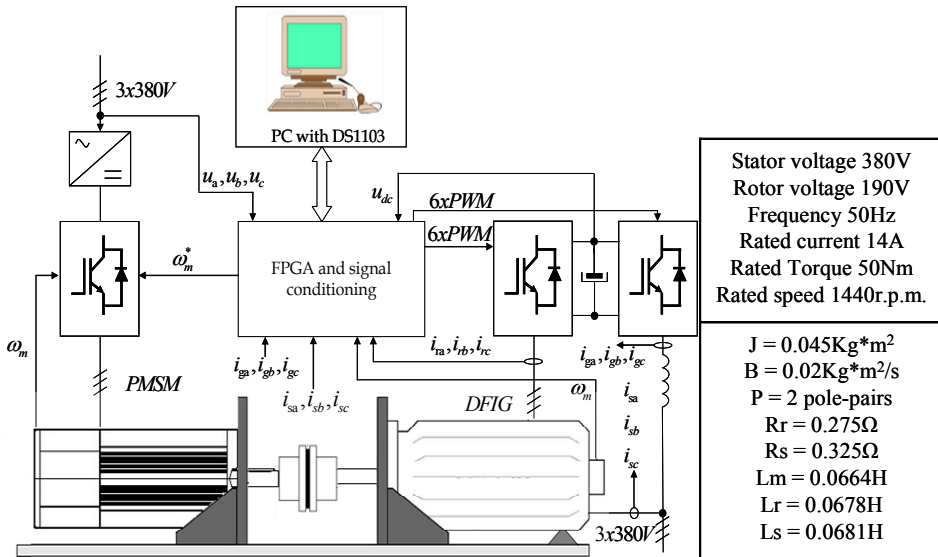 3x380V
PC with DS1103
u_a, u_b, u_c
u_dc
6xPWM
6xPWM
FPGA and signal
conditioning
ω*_m
ω_m
i_ga, i_gb, i_gc
i_sa, i_sb, i_sc
i_ra, i_rb, i_rc
i_ga, i_gb, i_gc
ω_m
PMSM
DFIG
i_sa
i_sb
i_sc
3x380V
Stator voltage 380V
Rotor voltage 190V
Frequency 50Hz
Rated current 14A
Rated Torque 50Nm
Rated speed 1440r.p.m.
J = 0.045Kg*m²
B = 0.02Kg*m²/s
P = 2 pole-pairs
Rr = 0.275Ω
Rs = 0.325Ω
Lm = 0.0664H
Lr = 0.0678H
Ls = 0.0681H